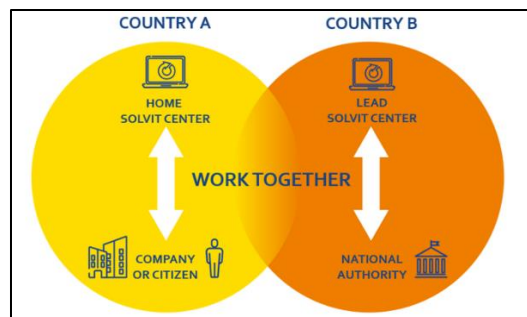 COUNTRY A
COUNTRY B
HOME
SOLVIT CENTER
LEAD
SOLVIT CENTER
WORK TOGETHER
COMPANY
OR CITIZEN
NATIONAL
AUTHORITY